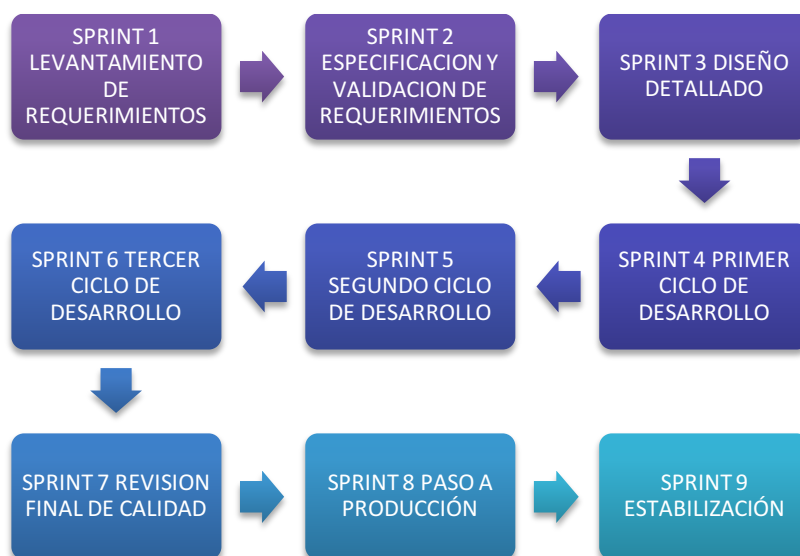 SPRINT 1
LEVANTAMIENTO
DE
REQUERIMIENTOS
SPRINT 2
ESPECIFICACION Y
VALIDACION DE
REQUERIMIENTOS
SPRINT 3 DISEÑO
DETALLADO
SPRINT 4 PRIMER
CICLO DE
DESARROLLO
SPRINT 5
SEGUNDO CICLO
DE DESARROLLO
SPRINT 6 TERCER
CICLO DE
DESARROLLO
SPRINT 7 REVISION
FINAL DE CALIDAD
SPRINT 8 PASO A
PRODUCCIÓN
SPRINT 9
ESTABILIZACIÓN